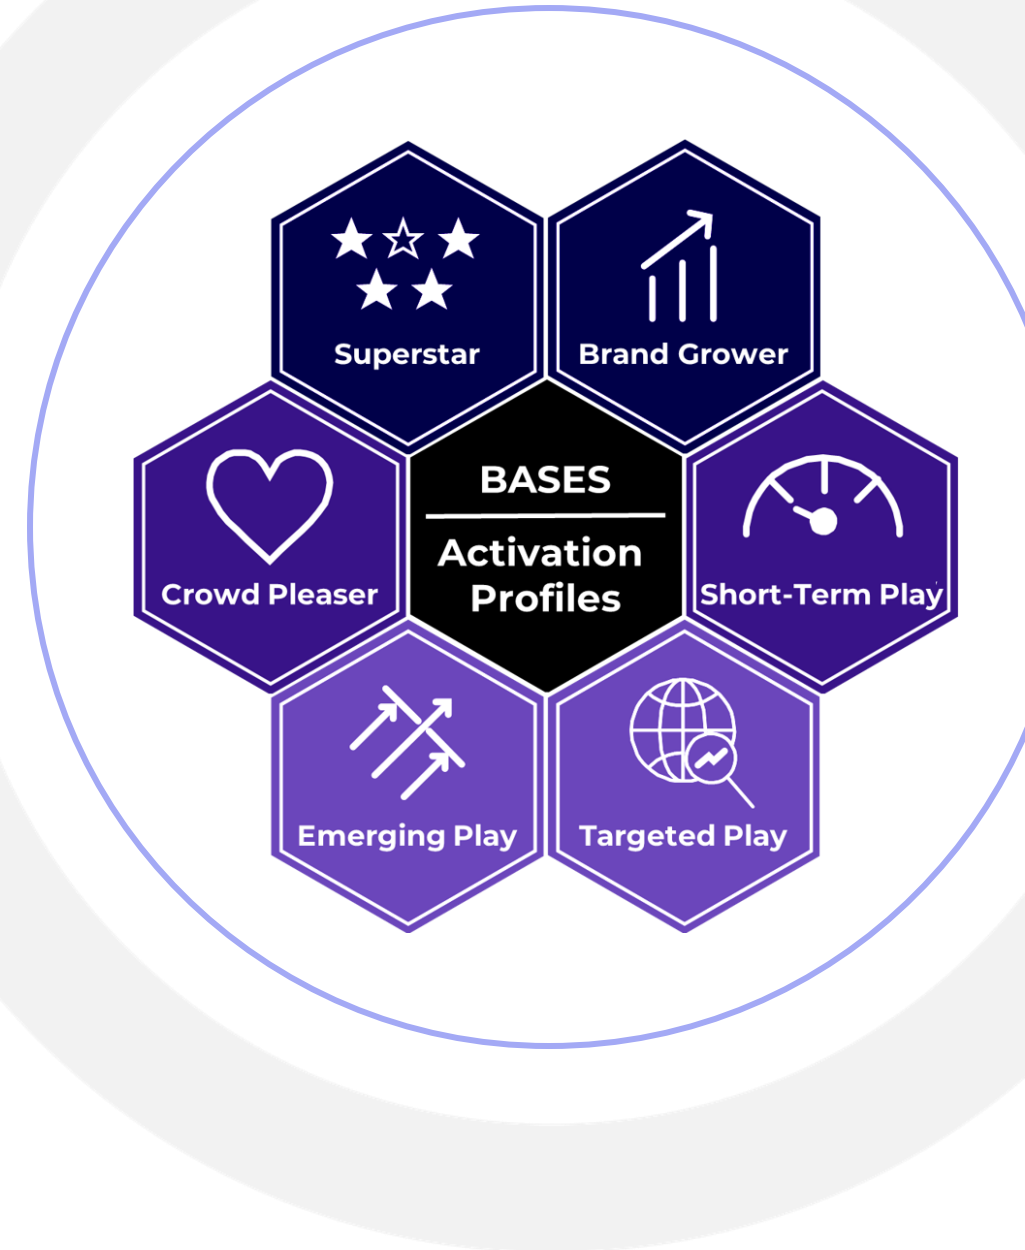 Superstar
Brand Grower
BASES
Activation
Profiles
Crowd Pleaser
Short-Term Play
Emerging Play
Targeted Play